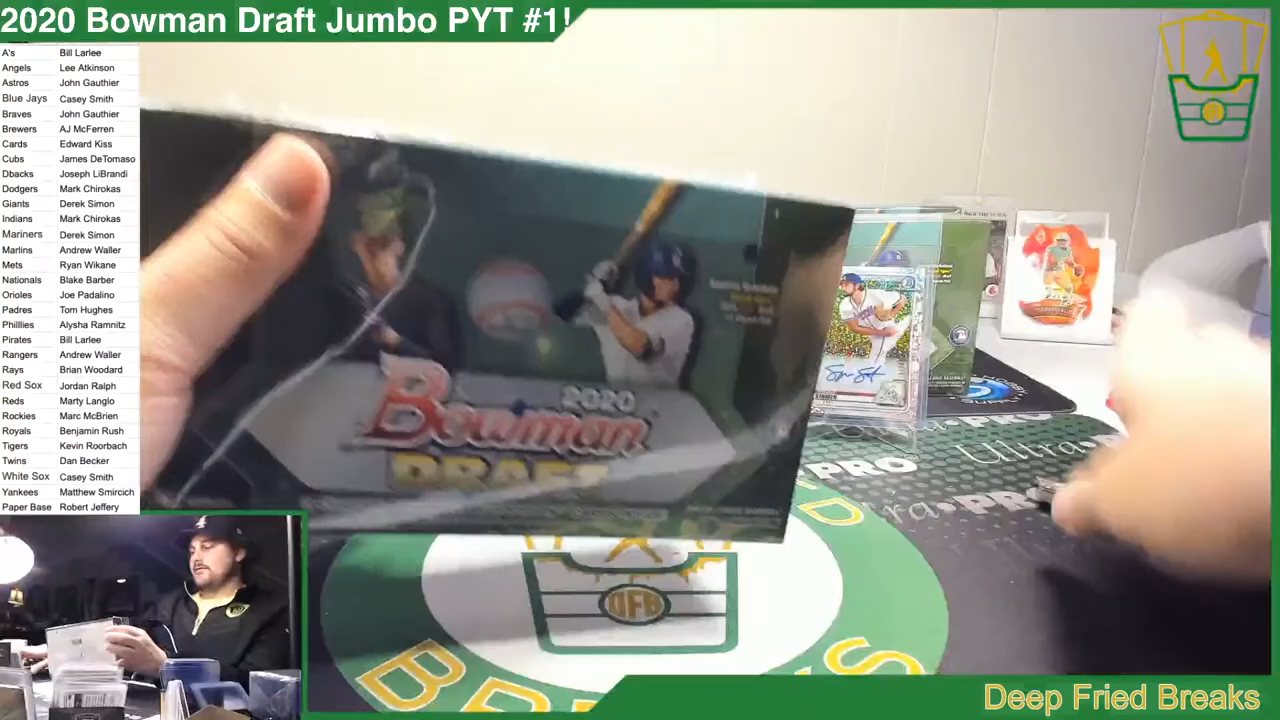 2020 Bowman Draft Jumbo PYT #1!
A's Bill Larlee
Angels Lee Atkinson
Astros John Gauthier
Blue Jays Casey Smith
Braves John Gauthier
Brewers AJ McFerren
Cards Edward Kiss
Cubs James DeTomaso
Dbacks Joseph LiBrandi
Dodgers Mark Chirokas
Giants Derek Simon
Indians Mark Chirokas
Mariners Derek Simon
Marlins Andrew Waller
Mets Ryan Wikane
Nationals Blake Barber
Orioles Joe Padalino
Padres Tom Hughes
Philllies Alysha Ramnitz
Pirates Bill Larlee
Rangers Andrew Waller
Rays Brian Woodard
Red Sox Jordan Ralph
Reds Marty Langlo
Rockies Marc McBrien
Royals Benjamin Rush
Tigers Kevin Roorbach
Twins Dan Becker
White Sox Casey Smith
Yankees Matthew Smircich
Paper Base Robert Jeffery
2020
Bowman
DRAFT
PRO
Ultra
ra·PRO
DFB
Deep Fried Breaks